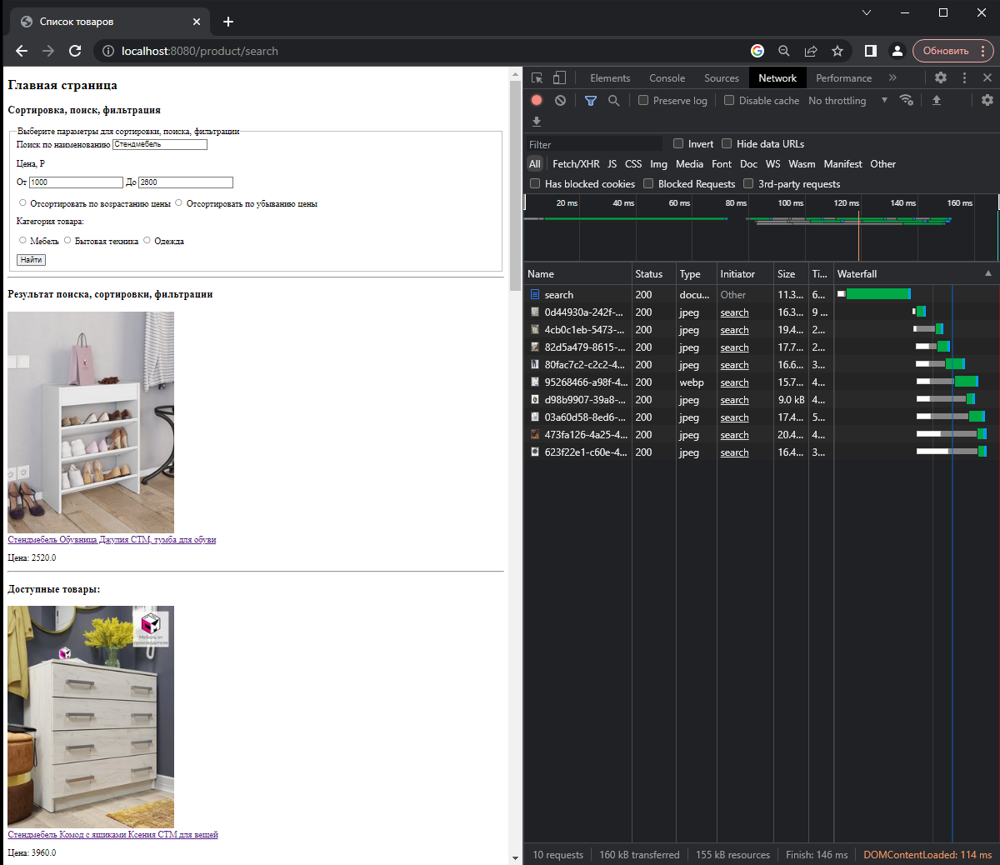 Список товаров
localhost:8080/product/search
Обновить
Главная страница
Сортировка, поиск, фильтрация
Выберите параметры для сортировки, поиска, фильтрации
Поиск по наименованию Стендмебель
Цена, Р
От 1000 До 2600
Отсортировать по возрастанию цены Отсортировать по убыванию цены
Категория товара:
Мебель Бытовая техника Одежда
Найти
Результат поиска, сортировки, фильтрации
Стендмебель Обувница Джулия СТМ, тумба для обуви
Цена: 2520.0
Доступные товары:
Мебель от
производителя
Стендмебель Комод с ящиками Ксения СТМ для вещей
Цена: 3960.0
Elements Console Sources Network Performance »
Preserve log Disable cache No throttling
Filter Invert Hide data URLs
All Fetch/XHR JS CSS Img Media Font Doc WS Wasm Manifest Other
Has blocked cookies Blocked Requests 3rd-party requests
20 ms 40 ms 60 ms 80 ms 100 ms 120 ms 140 ms 160 ms
Name Status Type Initiator Size Ti... Waterfall
search 200 docu... Other 11.3... 6...
0d44930a-242f-... 200 jpeg search 16.3... 9 ...
4cb0c1eb-5473-... 200 jpeg search 19.4... 2...
82d5a479-8615-... 200 jpeg search 17.7... 2...
80fac7c2-c2c2-4... 200 jpeg search 16.6... 3...
95268466-a98f-4... 200 webp search 15.7... 4...
d98b9907-39a8-... 200 jpeg search 9.0 kB 4...
03a60d58-8ed6-... 200 jpeg search 17.4... 5...
473fa126-4a25-4... 200 jpeg search 20.4... 4...
623f22e1-c60e-4... 200 jpeg search 16.4... 3...
10 requests 160 kB transferred 155 kB resources Finish: 146 ms DOMContentLoaded: 114 ms